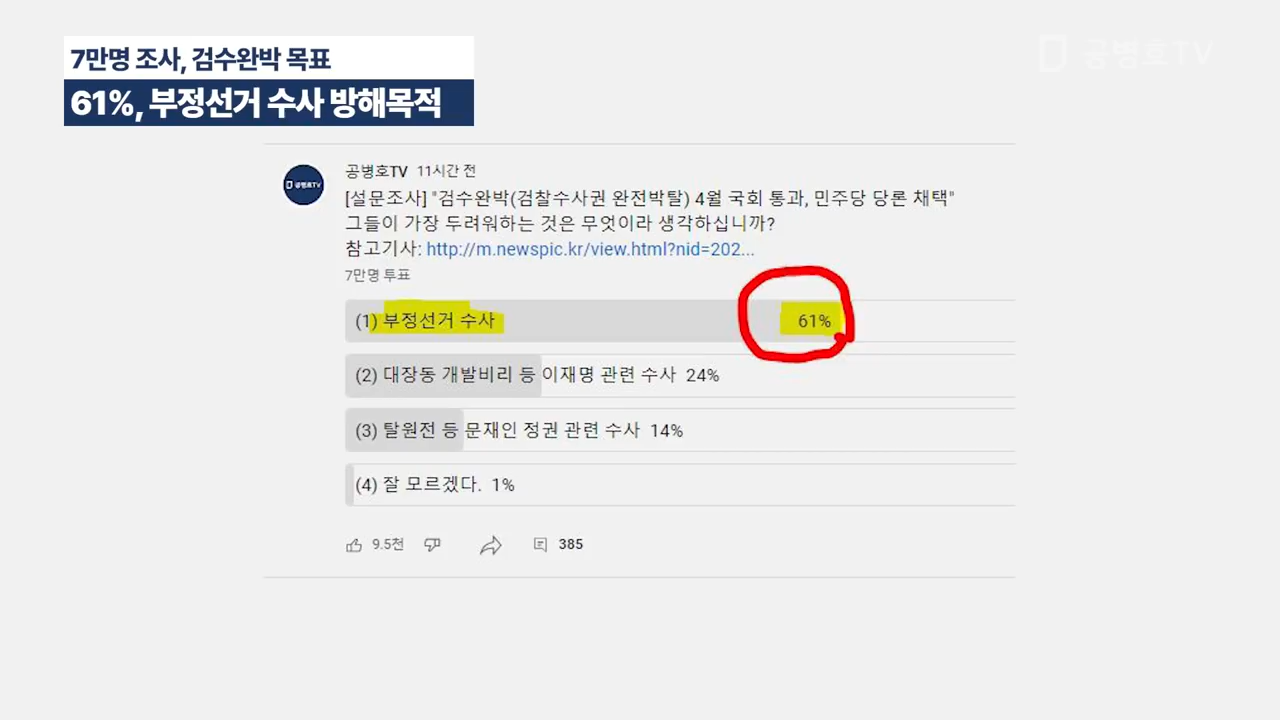 7만명 조사, 검수완박 목표
61%, 부정선거 수사 방해목적
공병호TV
공병호TV
공병호TV 11시간 전
[설문조사] "검수완박(검찰수사권 완전박탈) 4월 국회 통과, 민주당 당론 채택"
그들이 가장 두려워하는 것은 무엇이라 생각하십니까?
참고기사: http://m.newspic.kr/view.html?nid=202...
7만명 투표
(1) 부정선거 수사 61%
(2) 대장동 개발비리 등 이재명 관련 수사 24%
(3) 탈원전 등 문재인 정권 관련 수사 14%
(4) 잘 모르겠다. 1%
9.5천 385